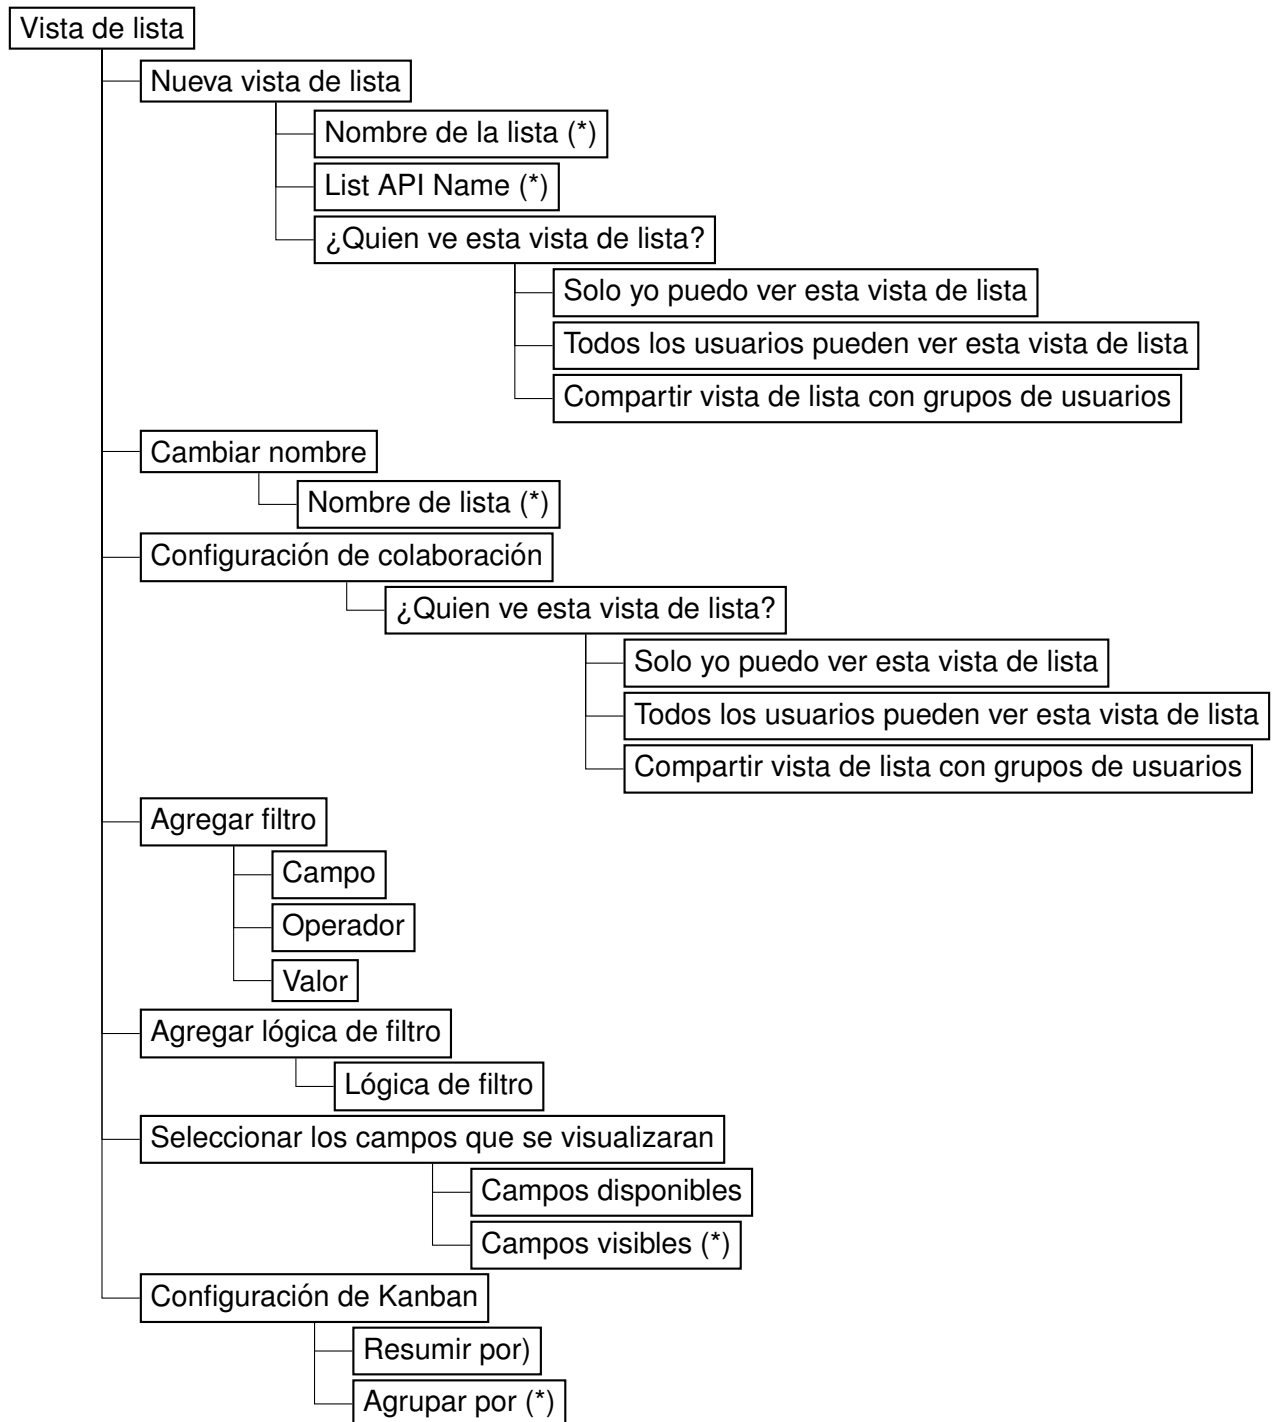 Vista de lista
Nueva vista de lista
Nombre de la lista (*)
List API Name (*)
¿Quien ve esta vista de lista?
Solo yo puedo ver esta vista de lista
Todos los usuarios pueden ver esta vista de lista
Compartir vista de lista con grupos de usuarios
Cambiar nombre
Nombre de lista (*)
Configuración de colaboración
¿Quien ve esta vista de lista?
Solo yo puedo ver esta vista de lista
Todos los usuarios pueden ver esta vista de lista
Compartir vista de lista con grupos de usuarios
Agregar filtro
Campo
Operador
Valor
Agregar lógica de filtro
Lógica de filtro
Seleccionar los campos que se visualizaran
Campos disponibles
Campos visibles (*)
Configuración de Kanban
Resumir por)
Agrupar por (*)